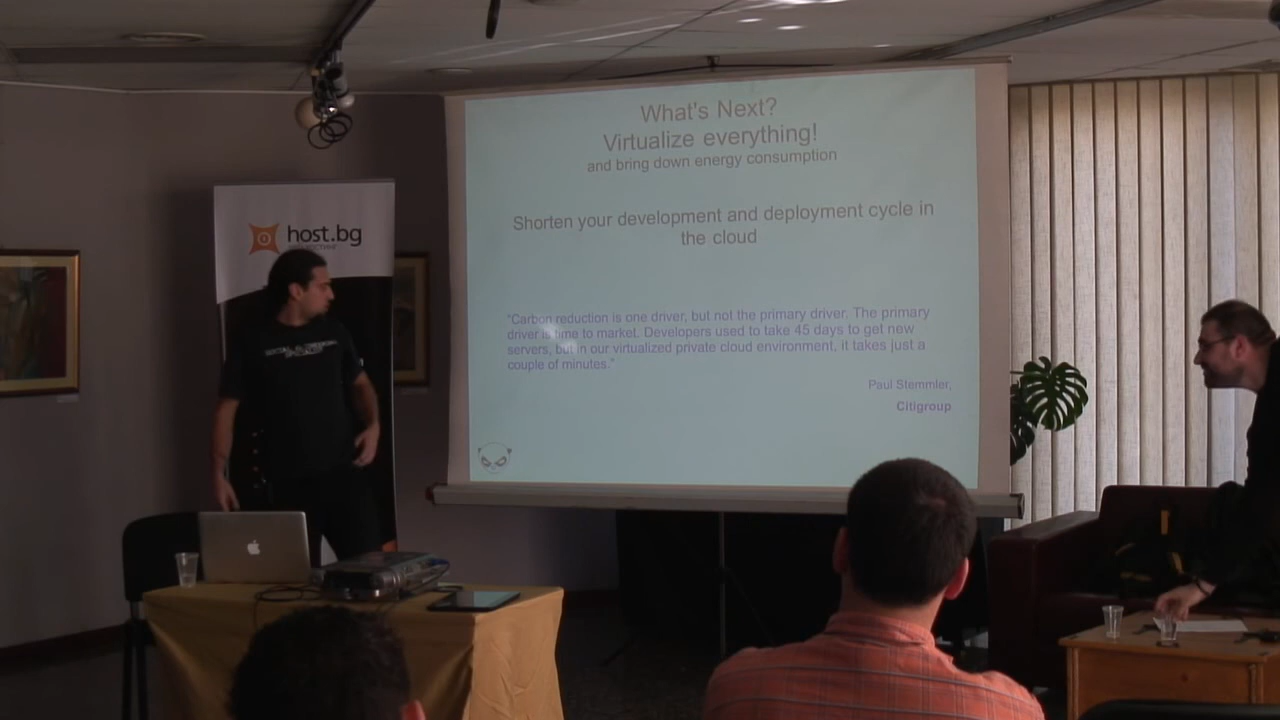 What's Next?
Virtualize everything!
and bring down energy consumption
Shorten your development and deployment cycle in
the cloud
"Carbon reduction is one driver, but not the primary driver. The primary
driver is time to market. Developers used to take 45 days to get new
servers, but in our virtualized private cloud environment, it takes just a
couple of minutes."
Paul Stemmler,
Citigroup
host.bg